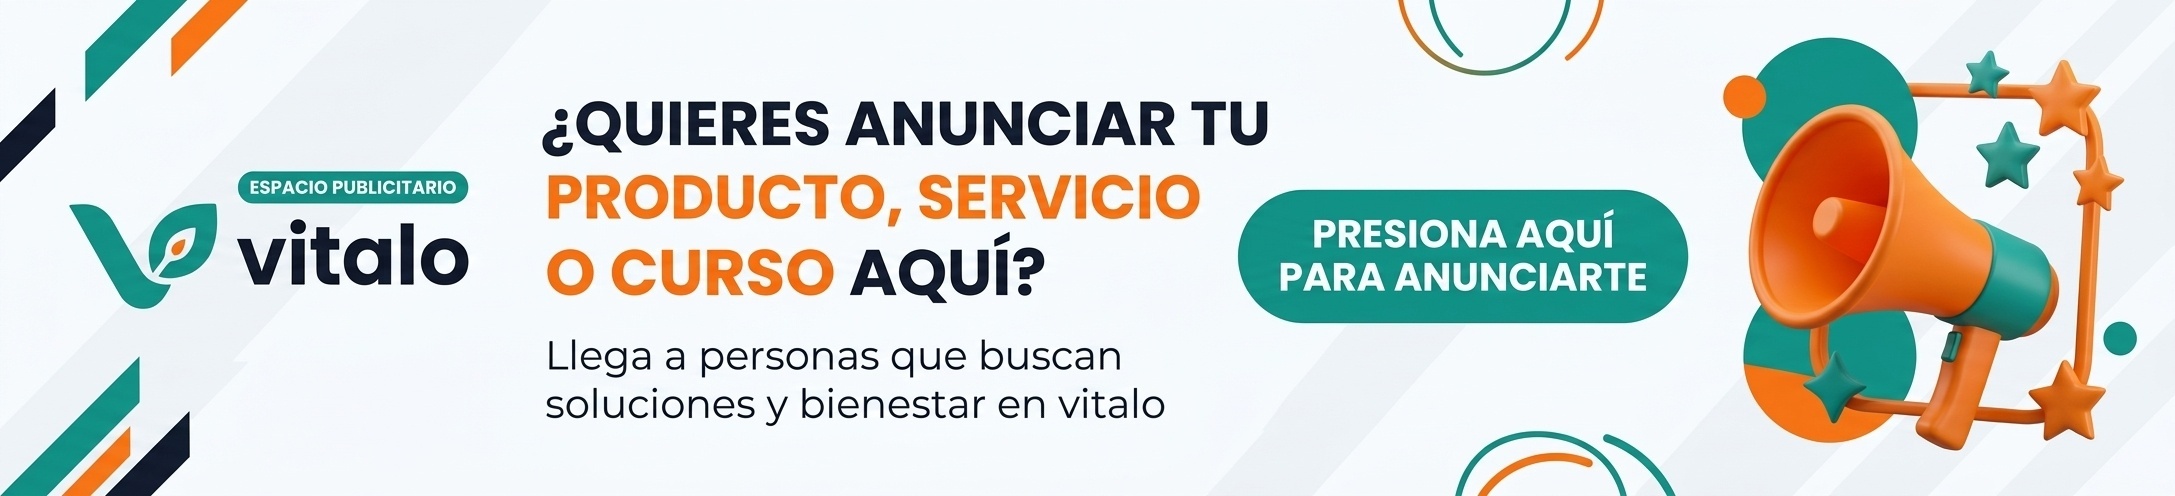 ESPACIO PUBLICITARIO
vitalo
¿QUIERES ANUNCIAR TU
PRODUCTO, SERVICIO
O CURSO AQUÍ?
Llega a personas que buscan
soluciones y bienestar en vitalo
PRESIONA AQUÍ
PARA ANUNCIARTE